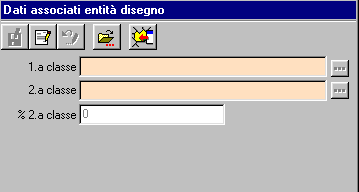 Dati associati entità disegno
1.a classe
2.a classe
% 2.a classe 0